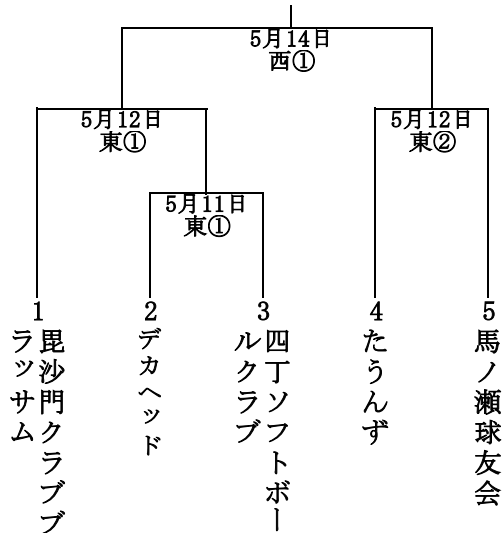 5月14日
西①
5月12日
東①
5月12日
東②
5月11日
東①
1
毘沙門クラブブ
ラッサム
2
デカヘッド
3
四丁ソフトボー
ルクラブ
4
たうんず
5
馬ノ瀬球友会